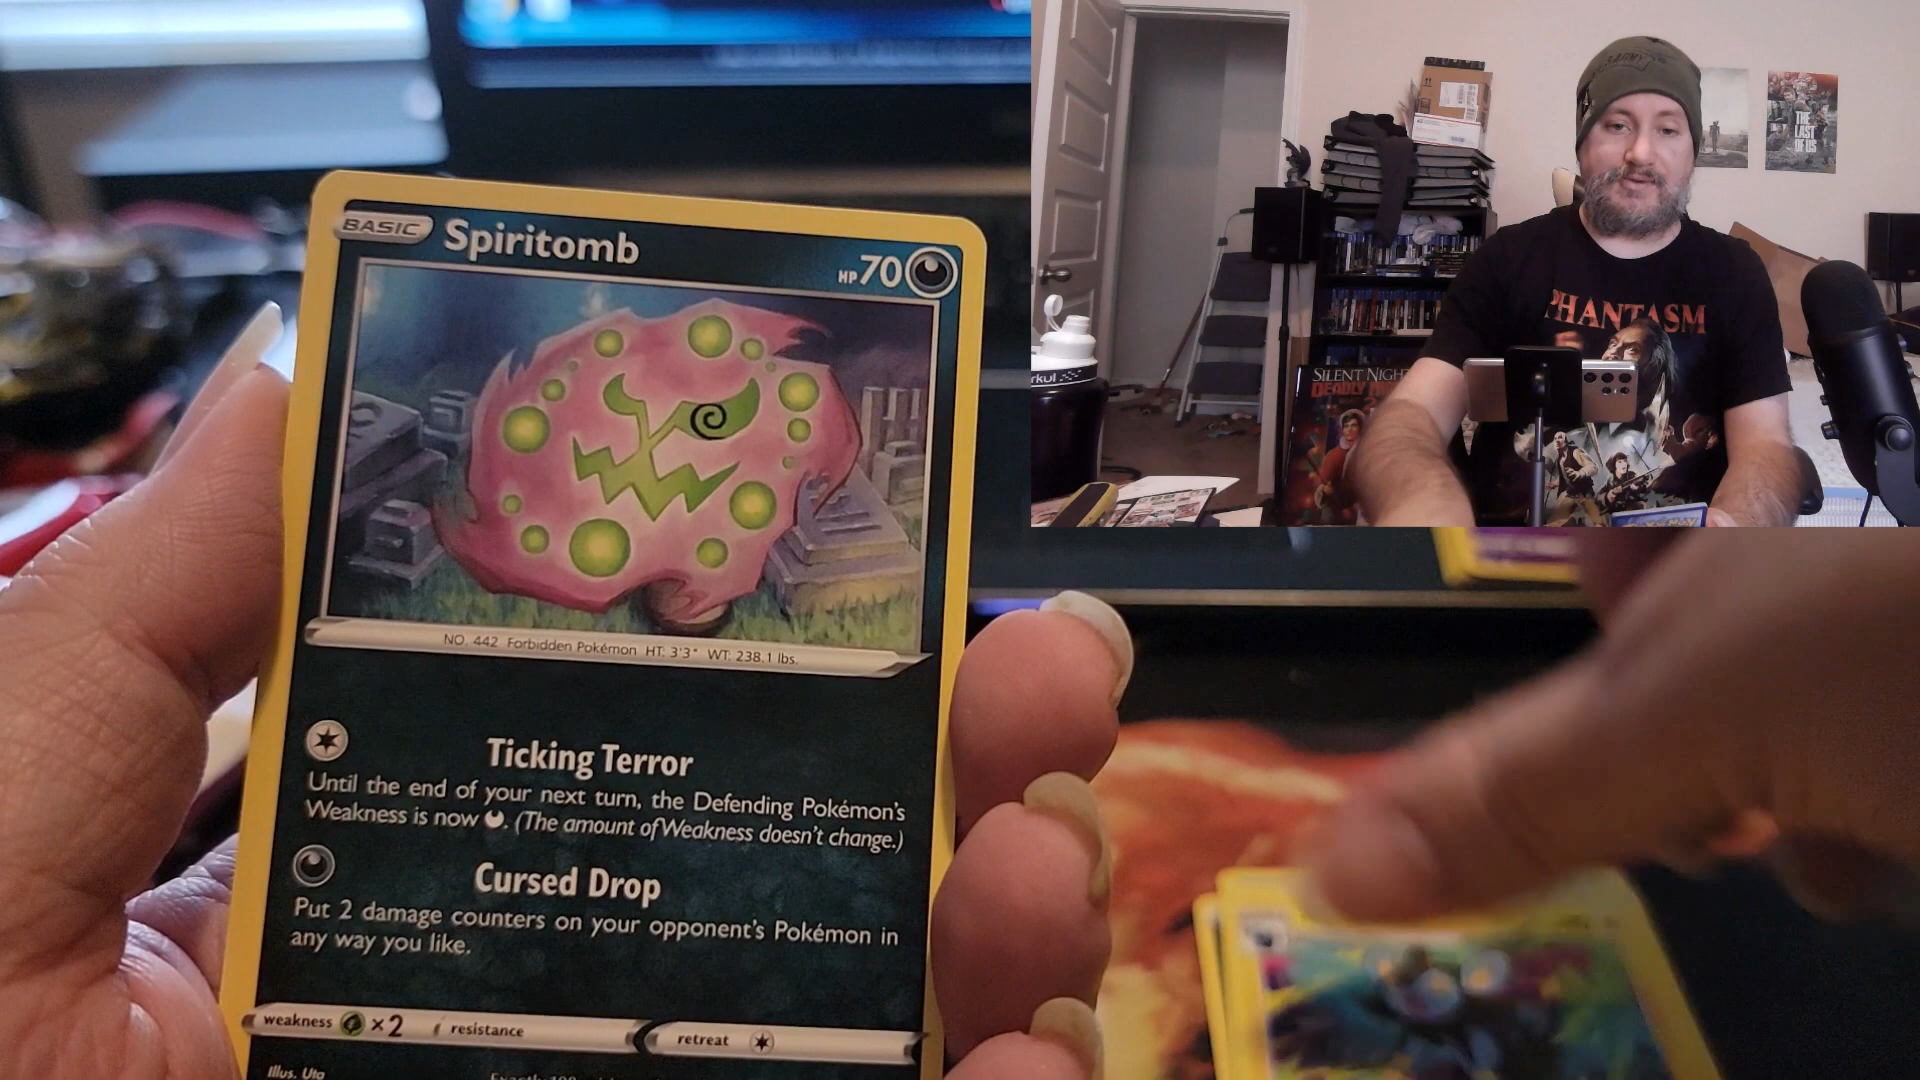 BASIC Spiritomb HP 70
NO. 442 Forbidden Pokémon HT: 3'3" WT: 238.1 lbs.
Ticking Terror
Until the end of your next turn, the Defending Pokémon's
Weakness is now . (The amount of Weakness doesn't change.)
Cursed Drop
Put 2 damage counters on your opponent's Pokémon in
any way you like.
weakness ×2 resistance retreat
Illus. Uta
THE
LAST
OF US
PHANTASM
SILENT NIGHT
DEADLY
rkul